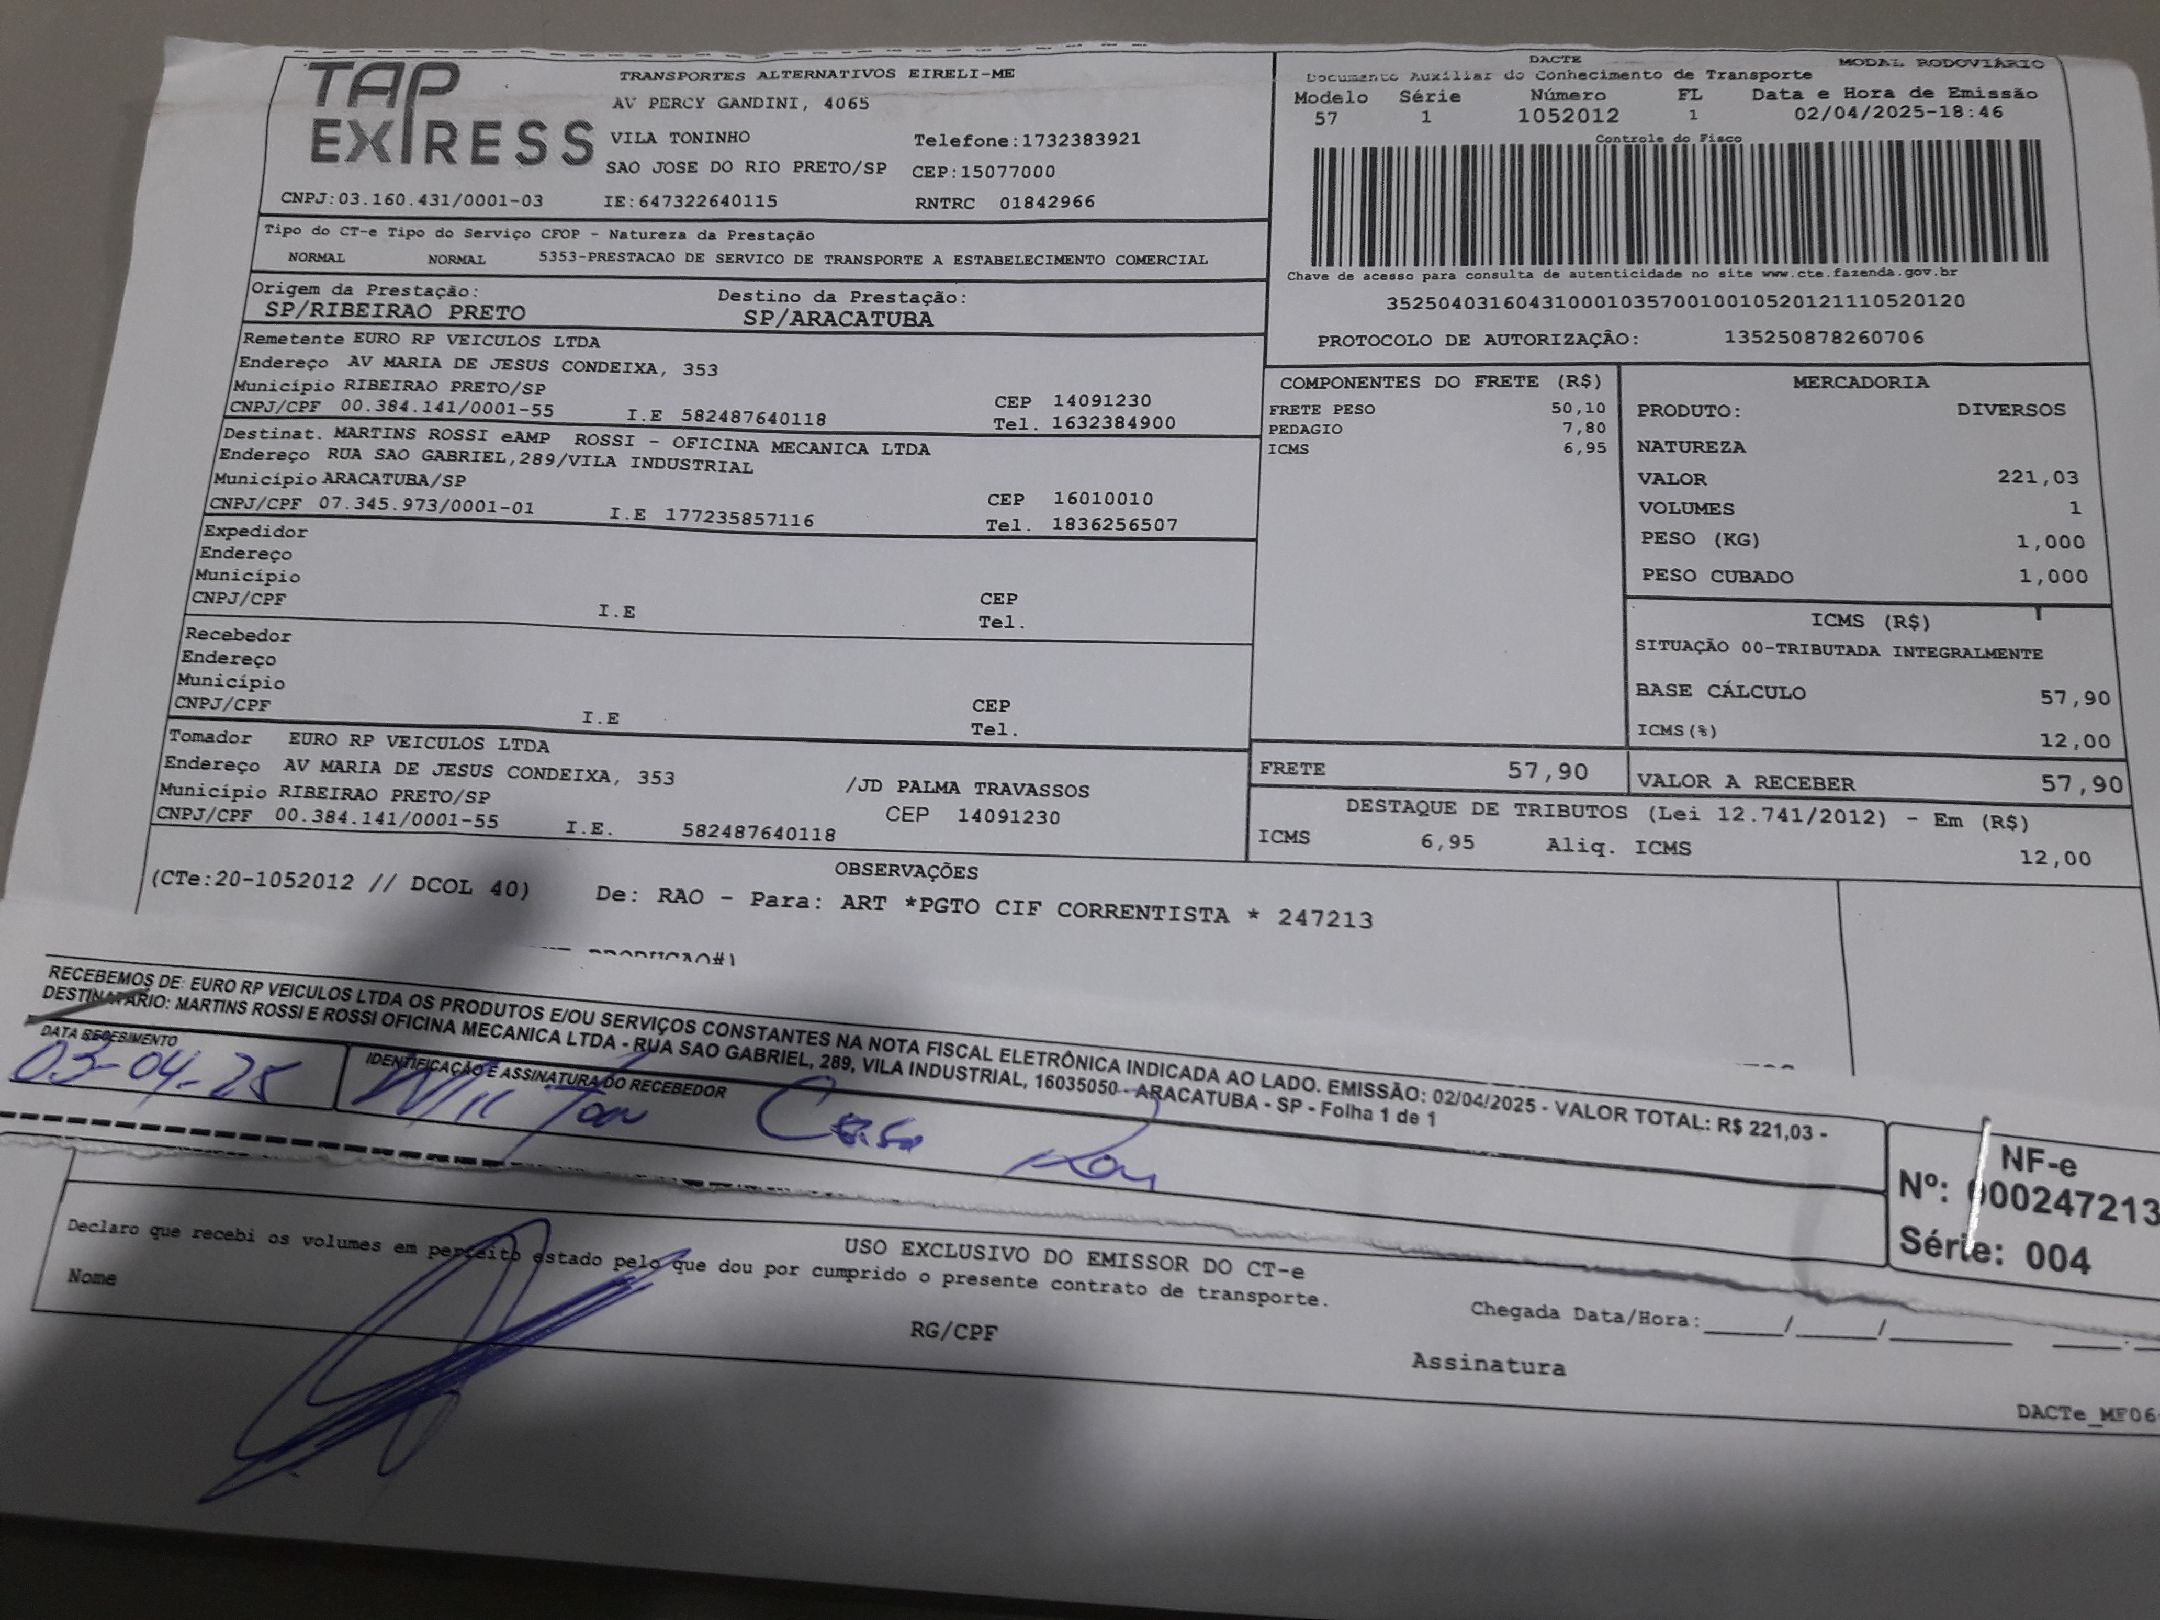 TAP EXPRESS
TRANSPORTES ALTERNATIVOS EIRELI-ME
AV PERCY GANDINI, 4065
VILA TONINHO Telefone:1732383921
SAO JOSE DO RIO PRETO/SP CEP:15077000
CNPJ:03.160.431/0001-03 IE:647322640115 RNTRC 01842966
DACTE MODAL RODOVIÁRIO
Documento Auxiliar do Conhecimento de Transporte
Modelo Série Número FL Data e Hora de Emissão
57 1 1052012 1 02/04/2025-18:46
Controle do Fisco
Chave de acesso para consulta de autenticidade no site www.cte.fazenda.gov.br
35250403160431000103570010010520121110520120
PROTOCOLO DE AUTORIZAÇÃO: 135250878260706
Tipo do CT-e Tipo do Serviço CFOP - Natureza da Prestação
NORMAL NORMAL 5353-PRESTACAO DE SERVICO DE TRANSPORTE A ESTABELECIMENTO COMERCIAL
Origem da Prestação: Destino da Prestação:
SP/RIBEIRAO PRETO SP/ARACATUBA
Remetente EURO RP VEICULOS LTDA
Endereço AV MARIA DE JESUS CONDEIXA, 353
Município RIBEIRAO PRETO/SP CEP 14091230
CNPJ/CPF 00.384.141/0001-55 I.E 582487640118 Tel. 1632384900
Destinat. MARTINS ROSSI eAMP ROSSI - OFICINA MECANICA LTDA
Endereço RUA SAO GABRIEL,289/VILA INDUSTRIAL
Município ARACATUBA/SP CEP 16010010
CNPJ/CPF 07.345.973/0001-01 I.E 177235857116 Tel. 1836256507
Expedidor
Endereço
Município CEP
CNPJ/CPF I.E Tel.
Recebedor
Endereço
Município CEP
CNPJ/CPF I.E Tel.
Tomador EURO RP VEICULOS LTDA
Endereço AV MARIA DE JESUS CONDEIXA, 353 /JD PALMA TRAVASSOS
Município RIBEIRAO PRETO/SP CEP 14091230
CNPJ/CPF 00.384.141/0001-55 I.E. 582487640118
COMPONENTES DO FRETE (R$)
FRETE PESO 50,10
PEDAGIO 7,80
ICMS 6,95
FRETE 57,90
MERCADORIA
PRODUTO: DIVERSOS
NATUREZA
VALOR 221,03
VOLUMES 1
PESO (KG) 1,000
PESO CUBADO 1,000
ICMS (R$)
SITUAÇÃO 00-TRIBUTADA INTEGRALMENTE
BASE CÁLCULO 57,90
ICMS(%) 12,00
VALOR A RECEBER 57,90
DESTAQUE DE TRIBUTOS (Lei 12.741/2012) - Em (R$)
ICMS 6,95 Aliq. ICMS 12,00
OBSERVAÇÕES
(CTe:20-1052012 // DCOL 40) De: RAO - Para: ART *PGTO CIF CORRENTISTA * 247213
RECEBEMOS DE: EURO RP VEICULOS LTDA OS PRODUTOS E/OU SERVIÇOS CONSTANTES NA NOTA FISCAL ELETRÔNICA INDICADA AO LADO. EMISSÃO: 02/04/2025 - VALOR TOTAL: R$ 221,03 -
DESTINATÁRIO: MARTINS ROSSI E ROSSI OFICINA MECANICA LTDA - RUA SAO GABRIEL, 289, VILA INDUSTRIAL, 16035050 - ARACATUBA - SP - Folha 1 de 1
DATA RECEBIMENTO IDENTIFICAÇÃO E ASSINATURA DO RECEBEDOR
03-04-25
NF-e
Nº: 000247213
Série: 004
USO EXCLUSIVO DO EMISSOR DO CT-e
Declaro que recebi os volumes em perfeito estado pelo que dou por cumprido o presente contrato de transporte.
Nome RG/CPF Assinatura Chegada Data/Hora:_____/_____/_______ ____:
DACTe_MF06